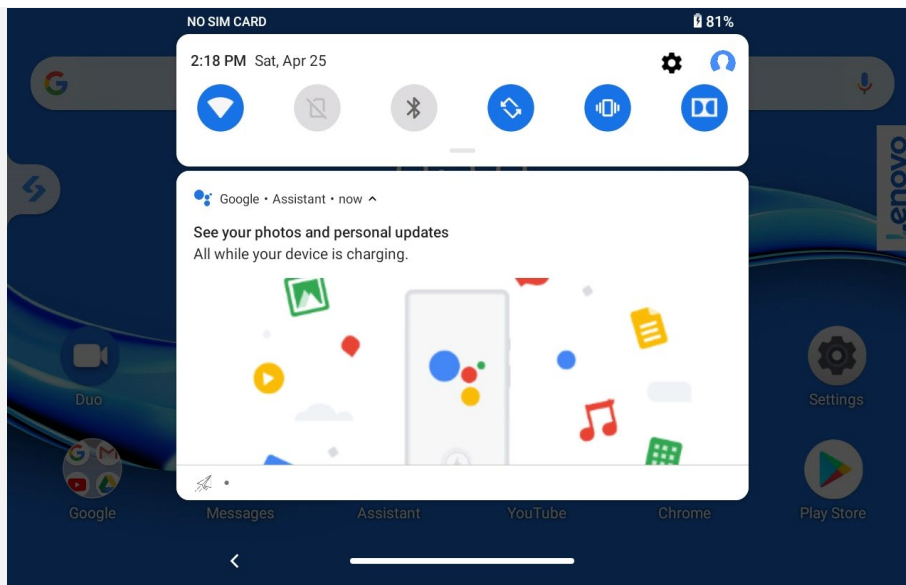 NO SIM CARD
81%
2:18 PM Sat, Apr 25
Lenovo
Google • Assistant • now
See your photos and personal updates
All while your device is charging.
Duo
Settings
Google
Messages
Assistant
YouTube
Chrome
Play Store